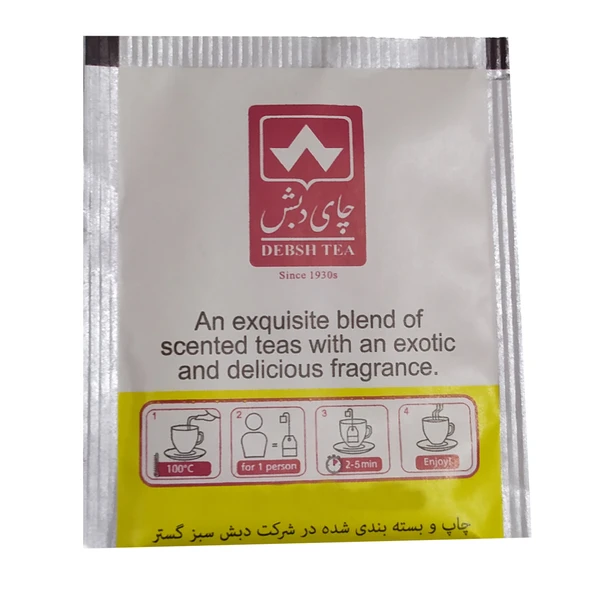 چای دبش
DEBSH TEA
Since 1930s
An exquisite blend of
scented teas with an exotic
and delicious fragrance.
1 2 3 4
100°C for 1 person = 2-5 min Enjoy!
چاپ و بسته بندی شده در شرکت دبش سبز گستر